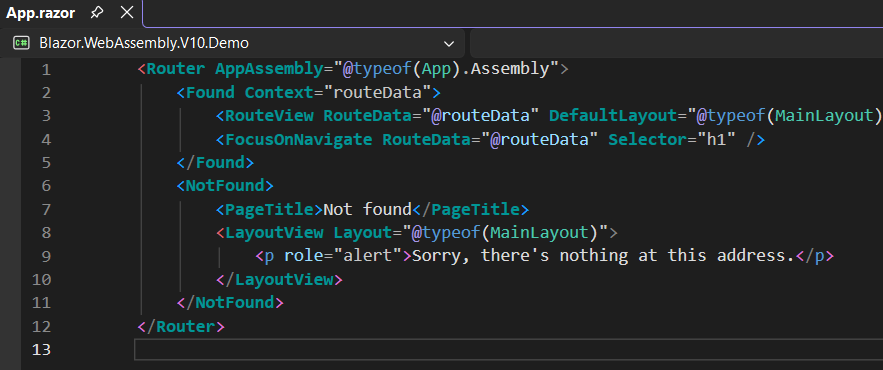 App.razor
C# Blazor.WebAssembly.V10.Demo
1 <Router AppAssembly="@typeof(App).Assembly">
2 <Found Context="routeData">
3 <RouteView RouteData="@routeData" DefaultLayout="@typeof(MainLayout)
4 <FocusOnNavigate RouteData="@routeData" Selector="h1" />
5 </Found>
6 <NotFound>
7 <PageTitle>Not found</PageTitle>
8 <LayoutView Layout="@typeof(MainLayout)">
9 <p role="alert">Sorry, there's nothing at this address.</p>
10 </LayoutView>
11 </NotFound>
12 </Router>
13